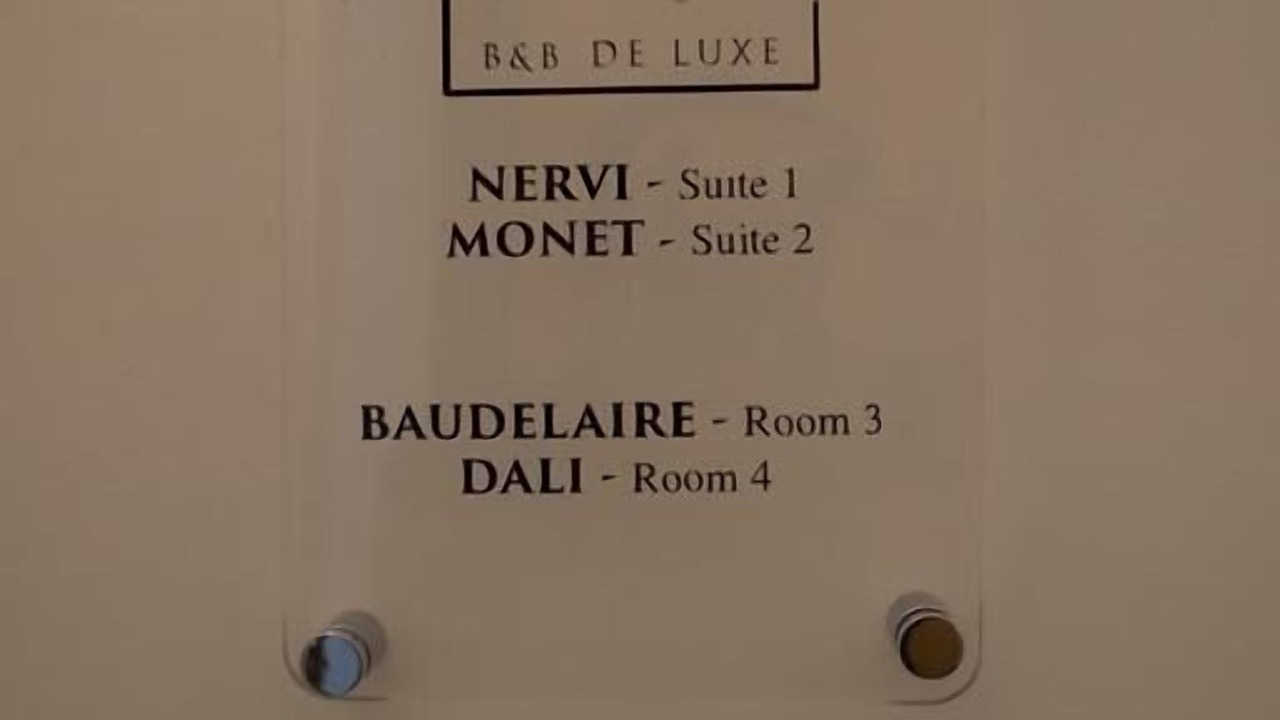 B&B DE LUXE
NERVI - Suite 1
MONET - Suite 2
BAUDELAIRE - Room 3
DALI - Room 4